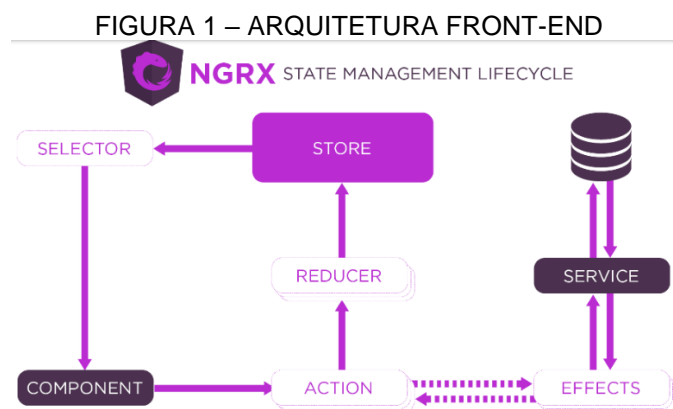 FIGURA 1 – ARQUITETURA FRONT-END
NGRX STATE MANAGEMENT LIFECYCLE
SELECTOR
STORE
REDUCER
SERVICE
COMPONENT
ACTION
EFFECTS